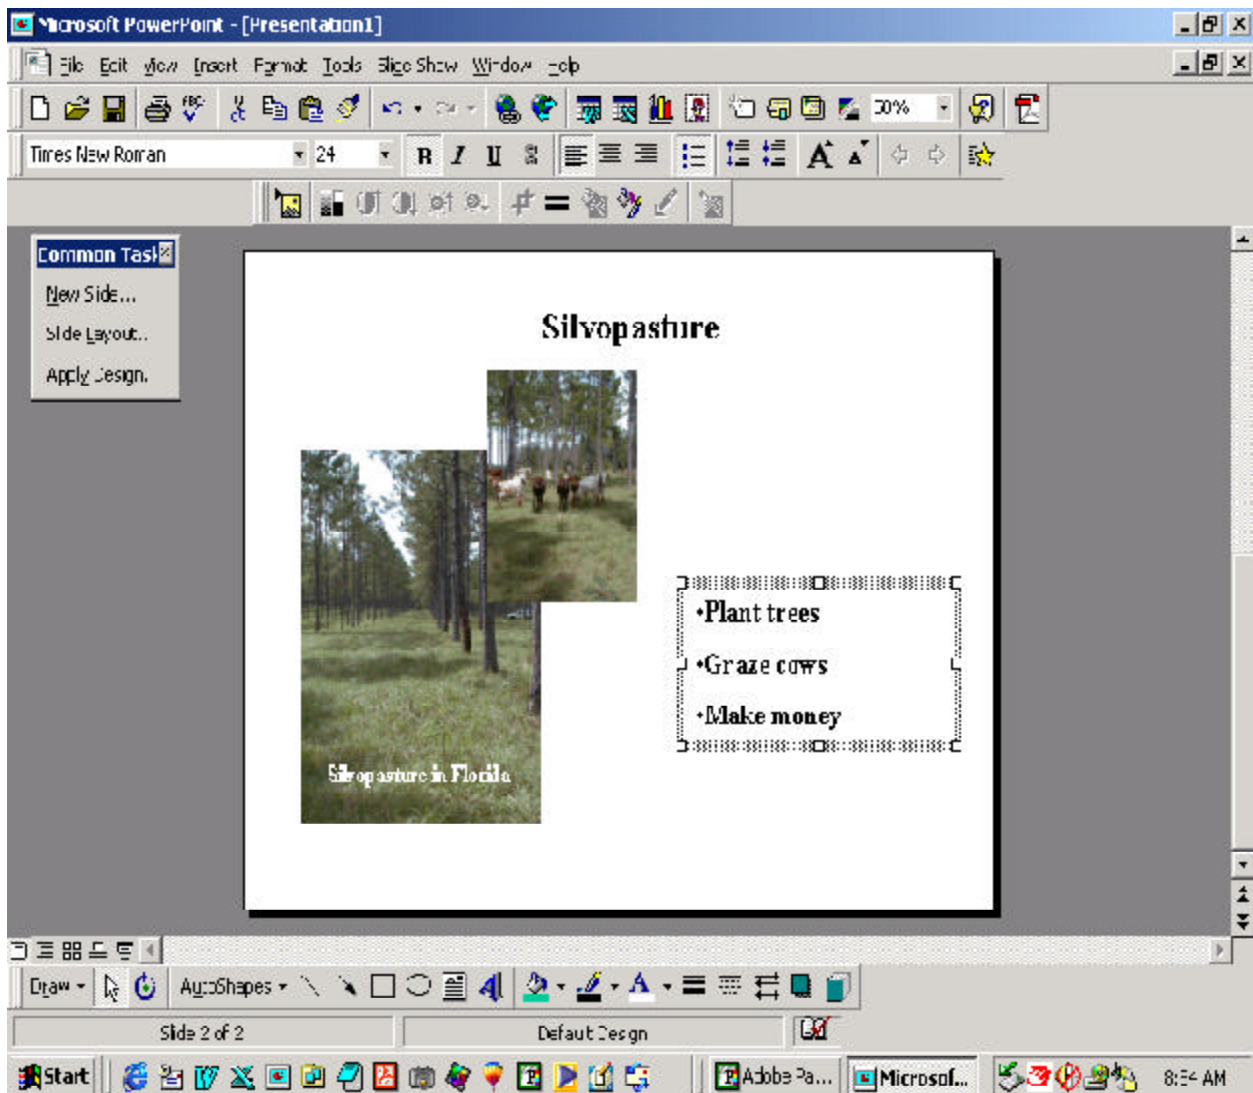 Microsoft PowerPoint - [Presentation1]
File Edit View Insert Format Tools Slide Show Window Help
Times New Roman 24 B I U S
Common Task
New Slide...
Slide Layout..
Apply Design.
Silvopasture
•Plant trees
•Graze cows
•Make money
Silvopasture in Florida
Draw AutoShapes
Slide 2 of 2 Default Design
Start Adobe Pa... Microsof... AM